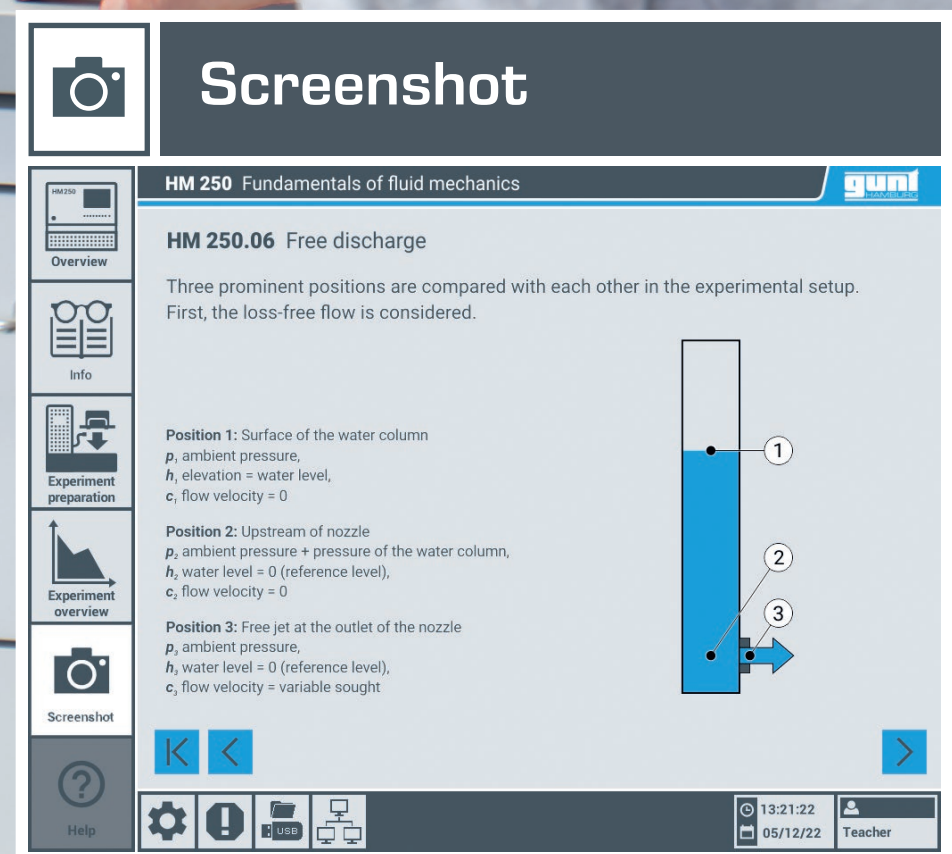 Screenshot
HM 250 Fundamentals of fluid mechanics
gunt
HAMBURG
HM250
Overview
Info
Experiment
preparation
Experiment
overview
Screenshot
Help
HM 250.06 Free discharge
Three prominent positions are compared with each other in the experimental setup.
First, the loss-free flow is considered.
Position 1: Surface of the water column
p₁ ambient pressure,
h₁ elevation = water level,
c₁ flow velocity = 0
Position 2: Upstream of nozzle
p₂ ambient pressure + pressure of the water column,
h₂ water level = 0 (reference level),
c₂ flow velocity = 0
Position 3: Free jet at the outlet of the nozzle
p₃ ambient pressure,
h₃ water level = 0 (reference level),
c₃ flow velocity = variable sought
1
2
3
USB
13:21:22
05/12/22
Teacher